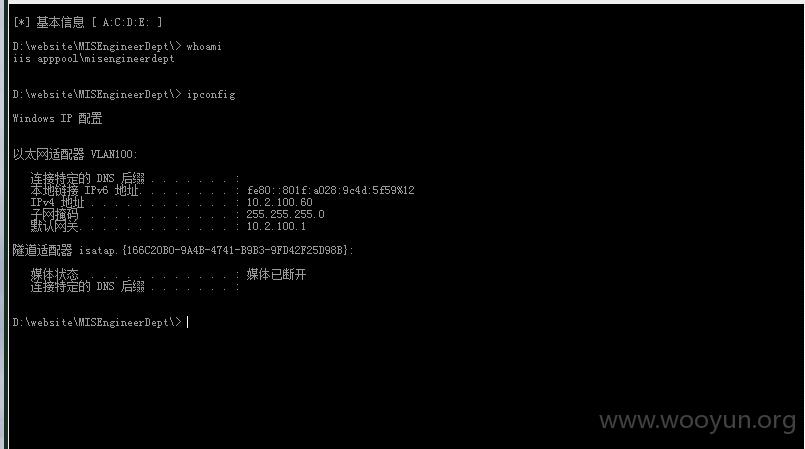 [*] 基本信息 [ A:C:D:E: ]
D:\website\MISEngineerDept\> whoami
iis apppool\misengineerdept
D:\website\MISEngineerDept\> ipconfig
Windows IP 配置
以太网适配器 VLAN100:
连接特定的 DNS 后缀 . . . . . . . :
本地链接 IPv6 地址. . . . . . . . : fe80::801f:a028:9c4d:5f59%12
IPv4 地址 . . . . . . . . . . . . : 10.2.100.60
子网掩码 . . . . . . . . . . . . : 255.255.255.0
默认网关. . . . . . . . . . . . . : 10.2.100.1
隧道适配器 isatap.{166C20B0-9A4B-4741-B9B3-9FD42F25D98B}:
媒体状态 . . . . . . . . . . . . : 媒体已断开
连接特定的 DNS 后缀 . . . . . . . :
D:\website\MISEngineerDept\>
www.wooyun.org